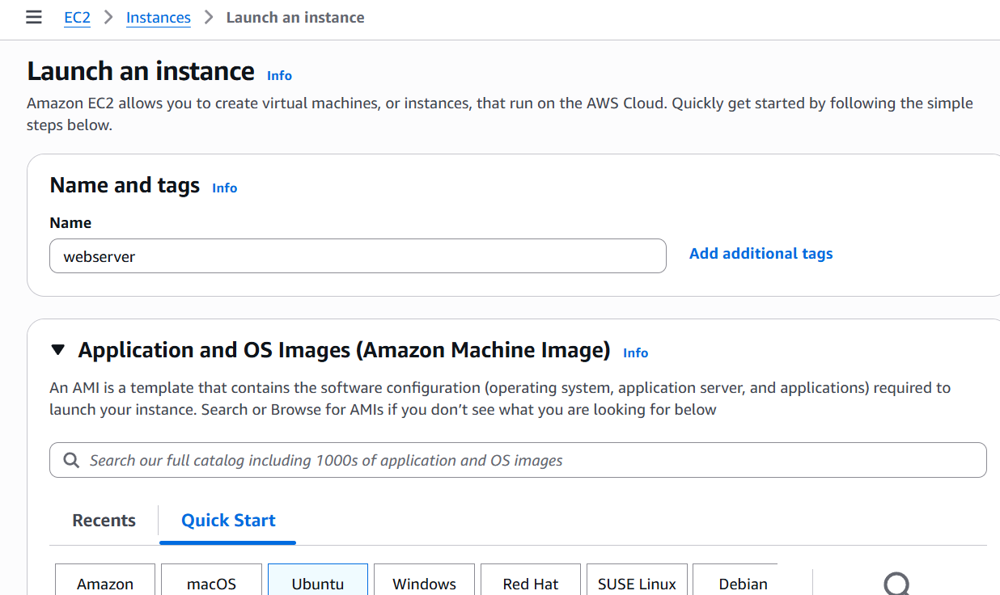 EC2 > Instances > Launch an instance
Launch an instance Info
Amazon EC2 allows you to create virtual machines, or instances, that run on the AWS Cloud. Quickly get started by following the simple
steps below.
Name and tags Info
Name
webserver
Add additional tags
Application and OS Images (Amazon Machine Image) Info
An AMI is a template that contains the software configuration (operating system, application server, and applications) required to
launch your instance. Search or Browse for AMIs if you don’t see what you are looking for below
Search our full catalog including 1000s of application and OS images
Recents Quick Start
Amazon macOS Ubuntu Windows Red Hat SUSE Linux Debian